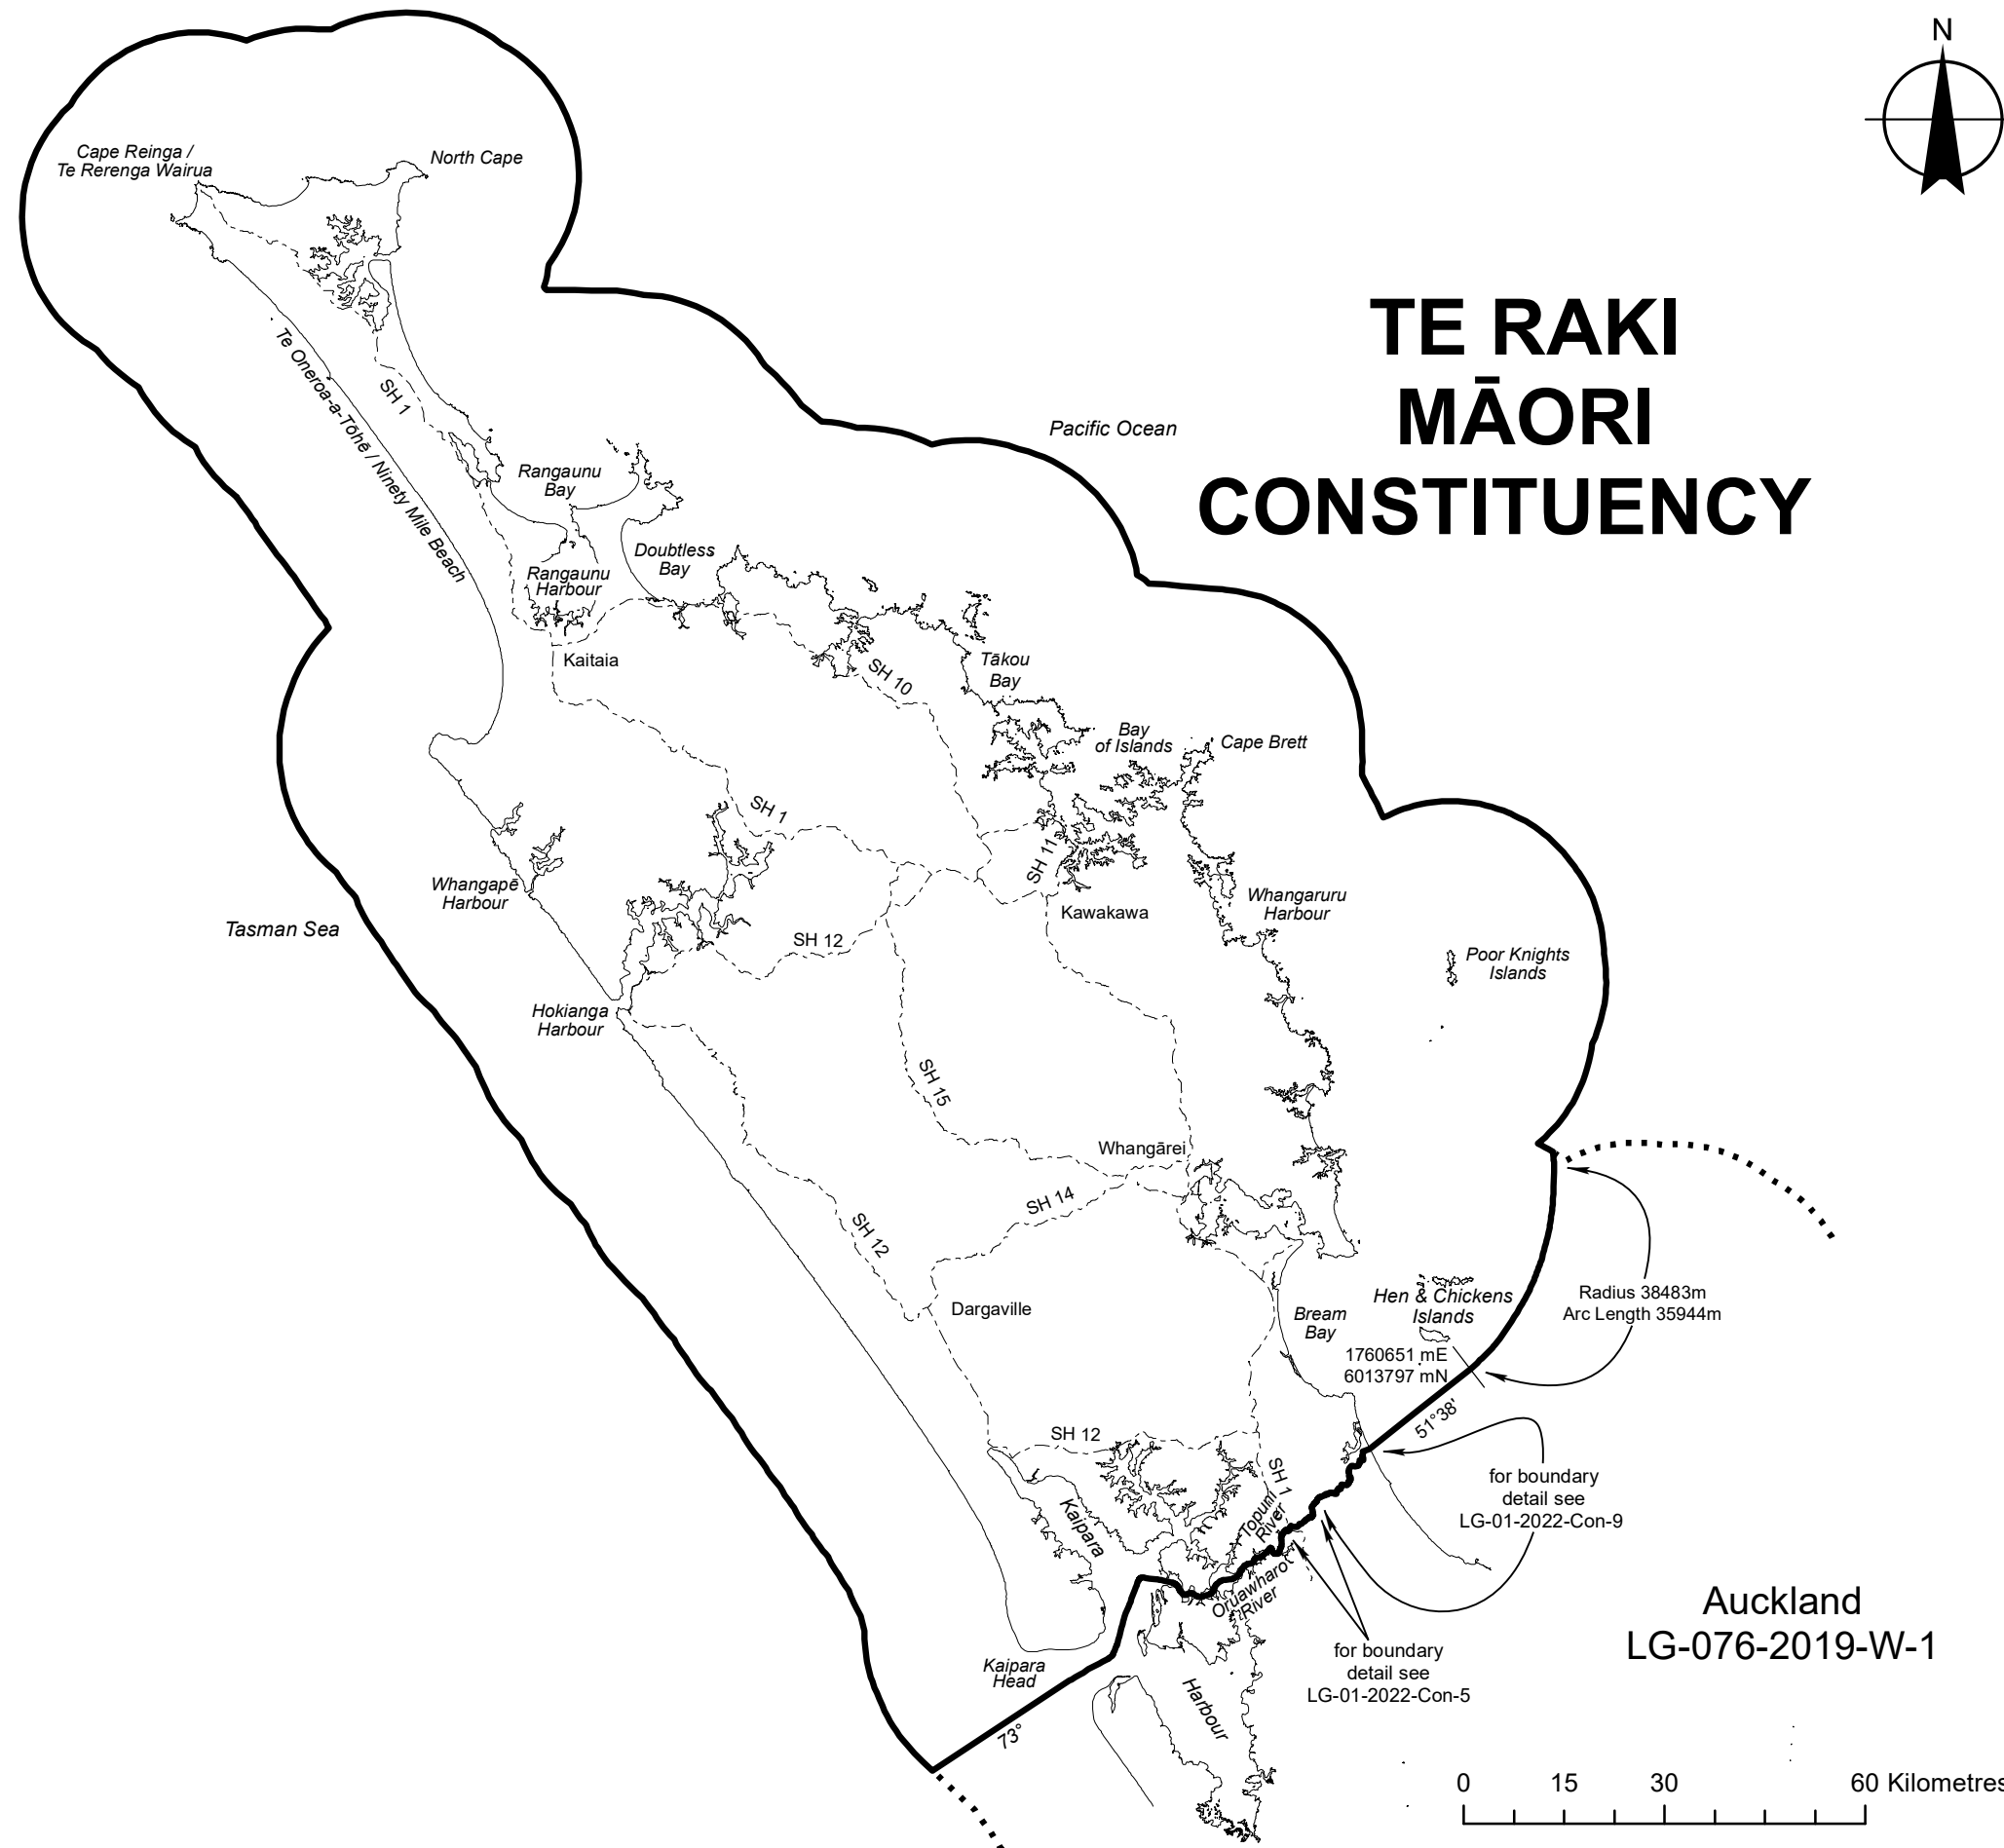 N
Cape Reinga /
Te Rerenga Wairua
North Cape
TE RAKI
MĀORI
CONSTITUENCY
Te Oneroa-a-Tōhē / Ninety Mile Beach
SH 1
Pacific Ocean
Rangaunu
Bay
Doubtless
Bay
Rangaunu
Harbour
Kaitaia
SH 10
Tākou
Bay
Bay
of Islands
Cape Brett
SH 1
SH 11
Whangapē
Harbour
Whangaruru
Harbour
Kawakawa
Tasman Sea
SH 12
Poor Knights
Islands
Hokianga
Harbour
SH 15
Whangārei
SH 14
SH 12
Hen & Chickens
Islands
Radius 38483m
Arc Length 35944m
Dargaville
Bream
Bay
1760651 mE
6013797 mN
51°38'
SH 12
SH 1
for boundary
detail see
LG-01-2022-Con-9
Kaipara
Topuni
River
Oruawharo
River
Auckland
LG-076-2019-W-1
Kaipara
Head
for boundary
detail see
LG-01-2022-Con-5
Harbour
73°
0 15 30 60 Kilometres